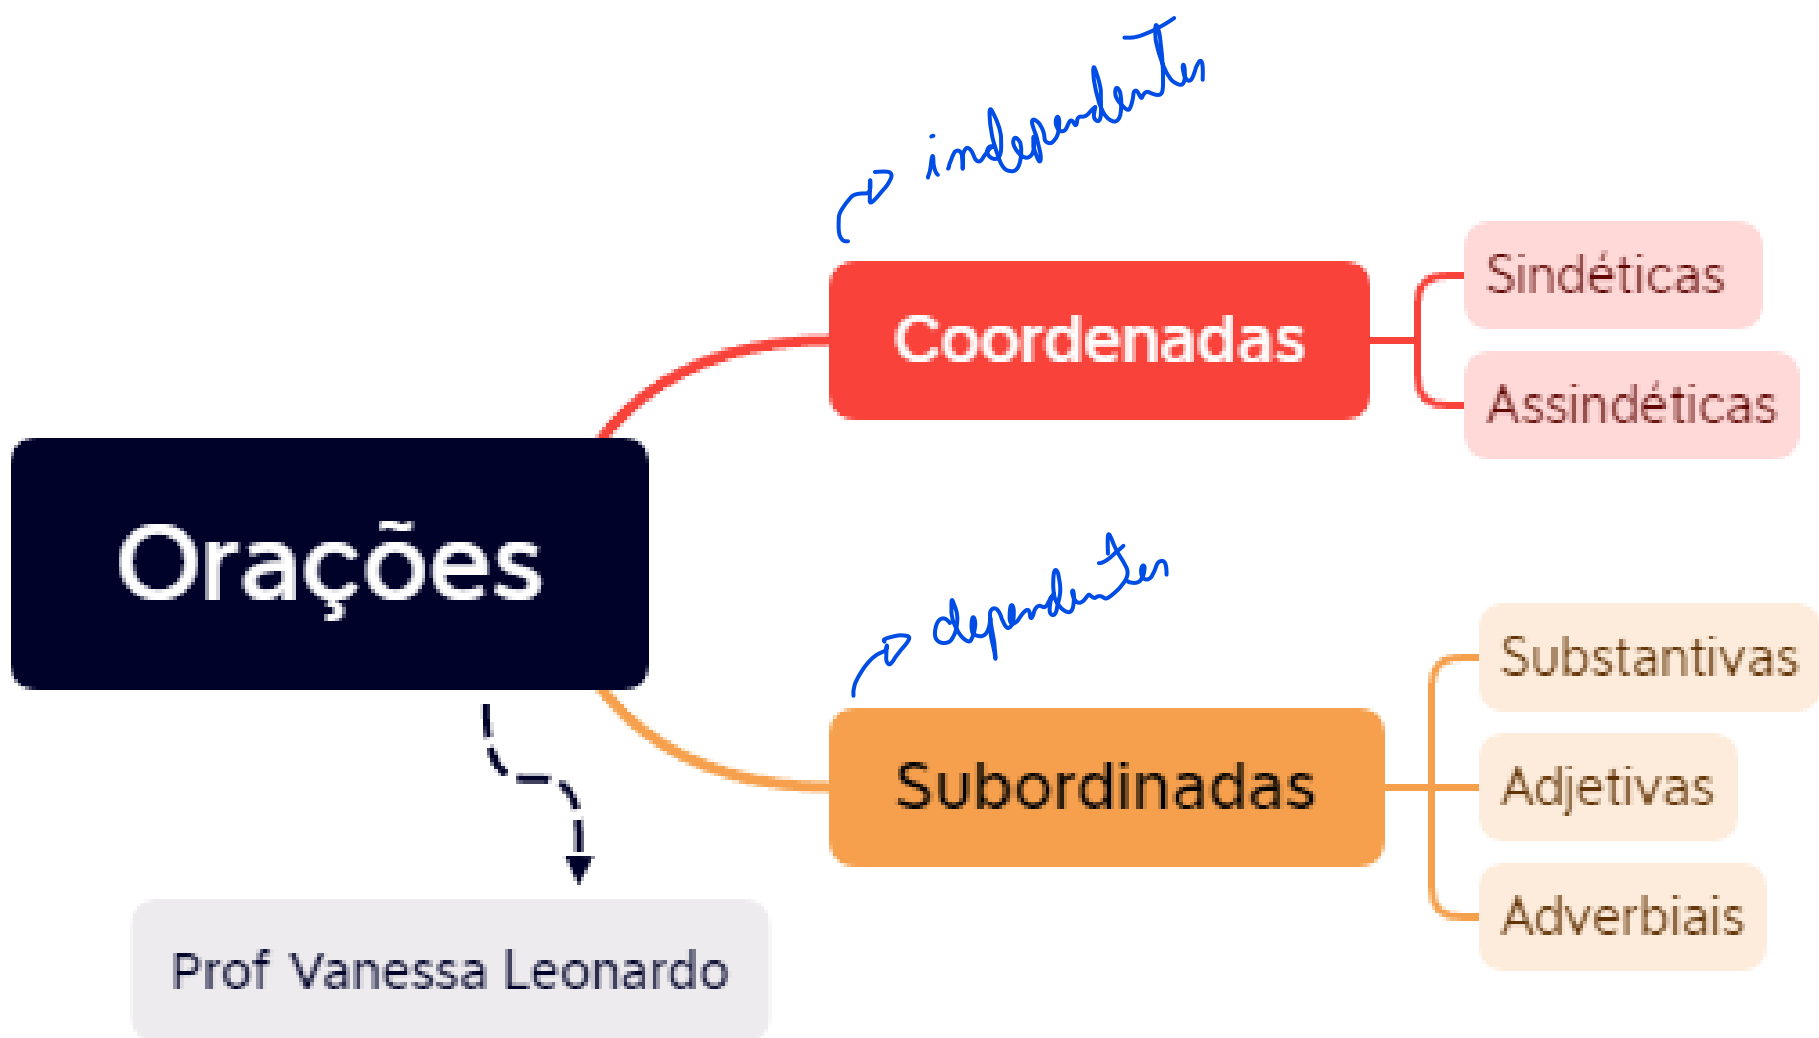 independentes
Coordenadas
Sindéticas
Assindéticas
Orações
dependentes
Subordinadas
Substantivas
Adjetivas
Adverbiais
Prof Vanessa Leonardo